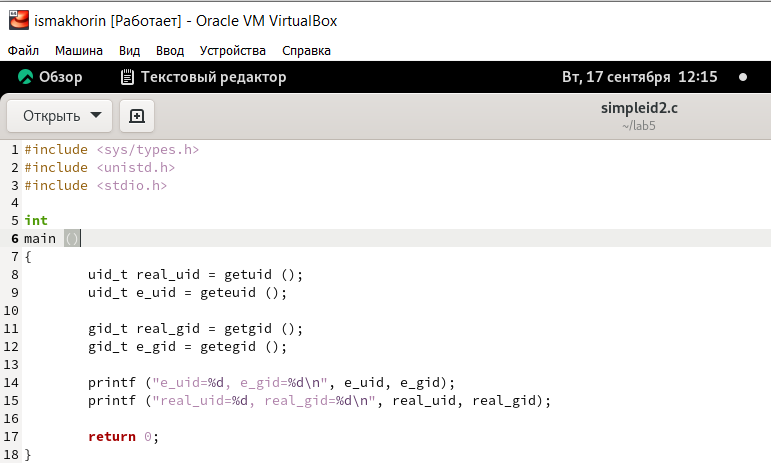 ismakhorin [Работает] - Oracle VM VirtualBox
Файл Машина Вид Ввод Устройства Справка
Обзор Текстовый редактор Вт, 17 сентября 12:15
Открыть simpleid2.c
~/lab5
1 #include <sys/types.h>
2 #include <unistd.h>
3 #include <stdio.h>
4
5 int
6 main ()
7 {
8         uid_t real_uid = getuid ();
9         uid_t e_uid = geteuid ();
10
11         gid_t real_gid = getgid ();
12         gid_t e_gid = getegid ();
13
14         printf ("e_uid=%d, e_gid=%d\n", e_uid, e_gid);
15         printf ("real_uid=%d, real_gid=%d\n", real_uid, real_gid);
16
17         return 0;
18 }